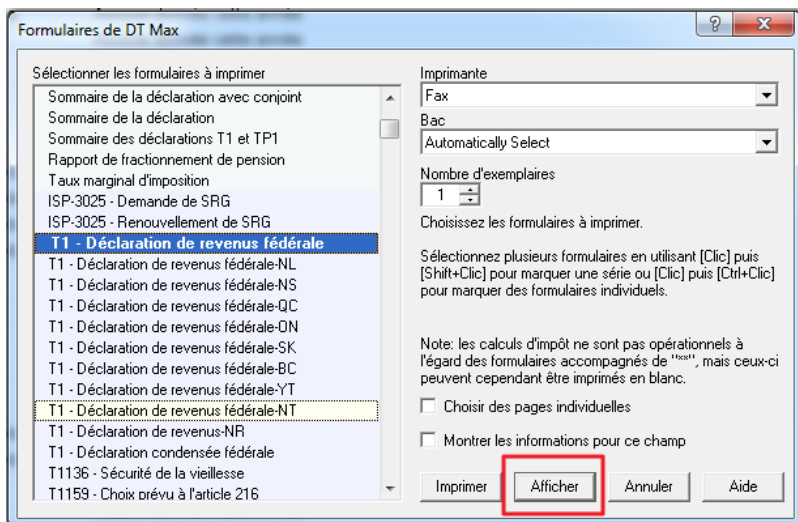 Formulaires de DT Max
Sélectionner les formulaires à imprimer
Sommaire de la déclaration avec conjoint
Sommaire de la déclaration
Sommaire des déclarations T1 et TP1
Rapport de fractionnement de pension
Taux marginal d'imposition
ISP-3025 - Demande de SRG
ISP-3025 - Renouvellement de SRG
T1 - Déclaration de revenus fédérale
T1 - Déclaration de revenus fédérale-NL
T1 - Déclaration de revenus fédérale-NS
T1 - Déclaration de revenus fédérale-QC
T1 - Déclaration de revenus fédérale-ON
T1 - Déclaration de revenus fédérale-SK
T1 - Déclaration de revenus fédérale-BC
T1 - Déclaration de revenus fédérale-YT
T1 - Déclaration de revenus fédérale-NT
T1 - Déclaration de revenus-NR
T1 - Déclaration condensée fédérale
T1136 - Sécurité de la vieillesse
T1159 - Choix prévu à l'article 216
Imprimante
Fax
Bac
Automatically Select
Nombre d'exemplaires
1
Choisissez les formulaires à imprimer.
Sélectionnez plusieurs formulaires en utilisant [Clic] puis
[Shift+Clic] pour marquer une série ou [Clic] puis [Ctrl+Clic]
pour marquer des formulaires individuels.
Note: les calculs d'impôt ne sont pas opérationnels à
l'égard des formulaires accompagnés de "**", mais ceux-ci
peuvent cependant être imprimés en blanc.
Choisir des pages individuelles
Montrer les informations pour ce champ
Imprimer
Afficher
Annuler
Aide